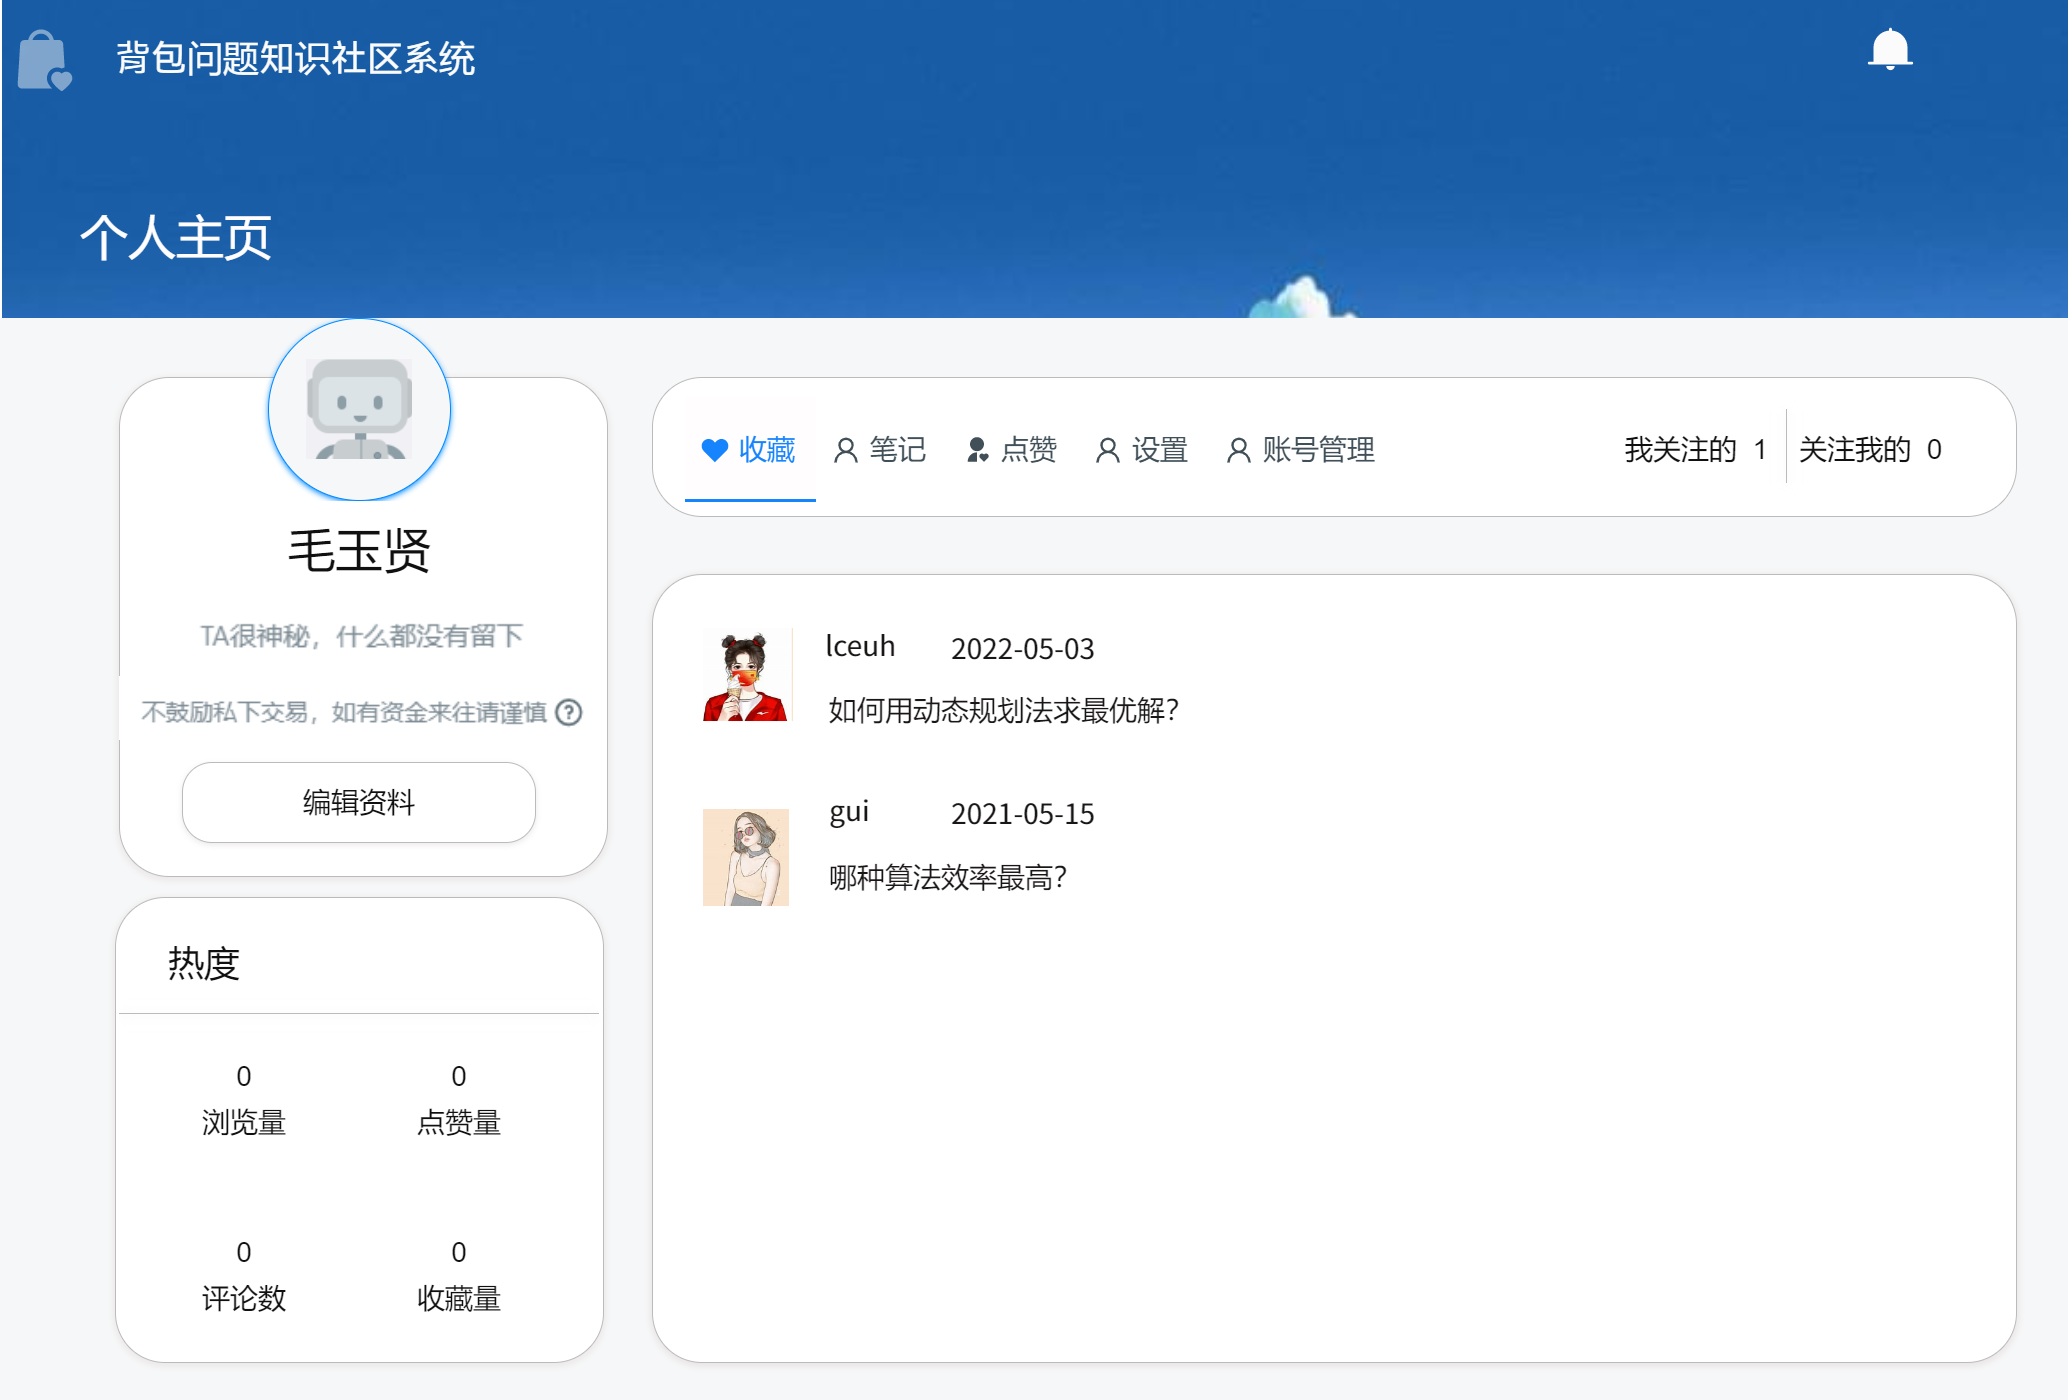 背包问题知识社区系统
个人主页
毛玉贤
TA很神秘，什么都没有留下
不鼓励私下交易，如有资金来往请谨慎 ?
编辑资料
热度
0 0
浏览量 点赞量
0 0
评论数 收藏量
收藏 笔记 点赞 设置 账号管理 我关注的 1 关注我的 0
lceuh 2022-05-03
如何用动态规划法求最优解？
gui 2021-05-15
哪种算法效率最高？